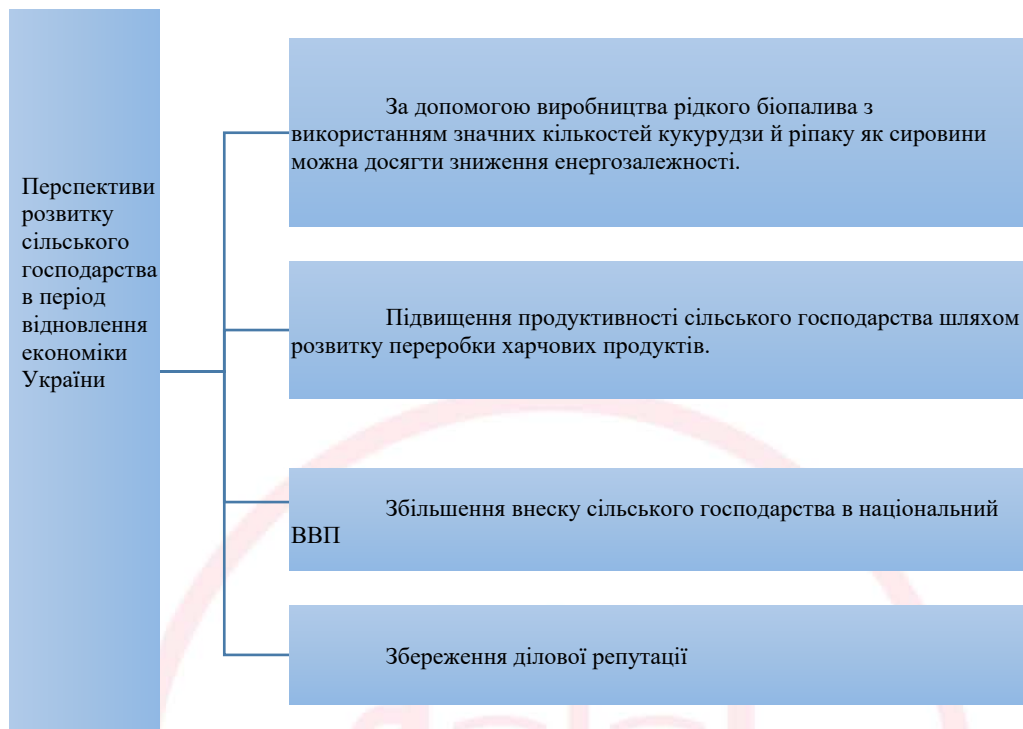 Перспективи
розвитку
сільського
господарства
в період
відновлення
економіки
України
За допомогою виробництва рідкого біопалива з
використанням значних кількостей кукурудзи й ріпаку як сировини
можна досягти зниження енергозалежності.
Підвищення продуктивності сільського господарства шляхом
розвитку переробки харчових продуктів.
Збільшення внеску сільського господарства в національний
ВВП
Збереження ділової репутації